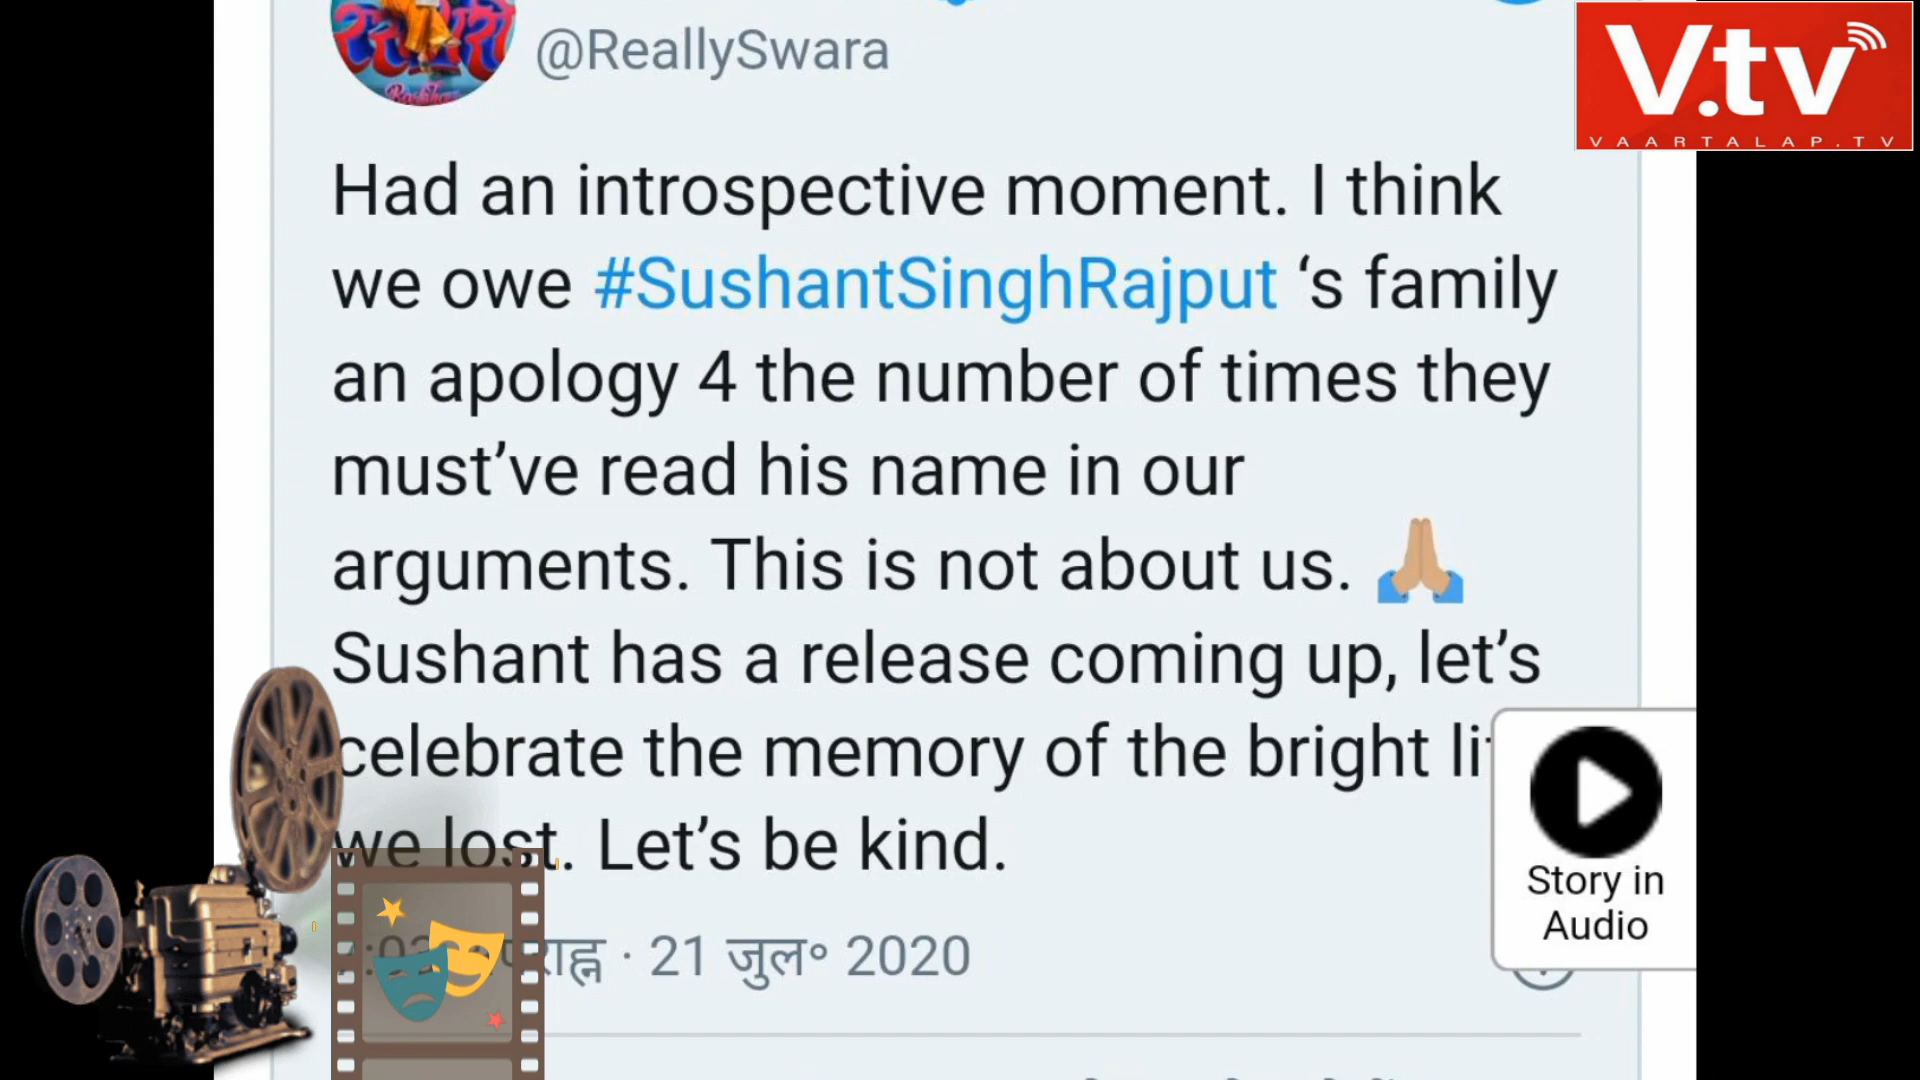 @ReallySwara
V.tv
VAARTALAP.TV
Had an introspective moment. I think
we owe #SushantSinghRajput ‘s family
an apology 4 the number of times they
must’ve read his name in our
arguments. This is not about us. 🙏🏼
Sushant has a release coming up, let’s
celebrate the memory of the bright
we lost. Let’s be kind.
· 21 जुल॰ 2020
Story in
Audio